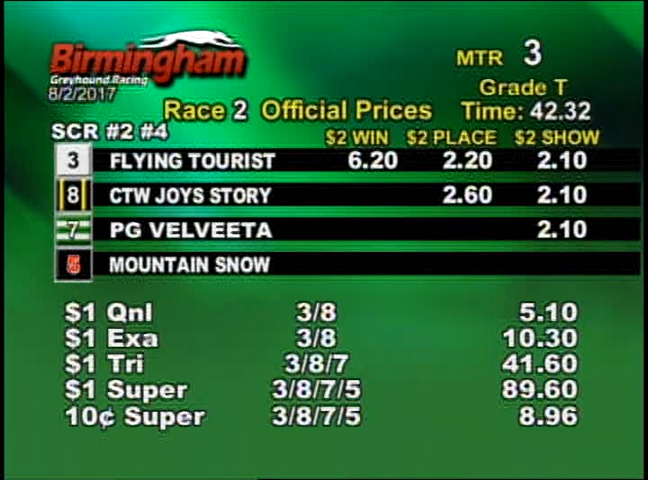 Birmingham
Greyhound Racing
8/2/2017
MTR 3
Grade T
Race 2 Official Prices Time: 42.32
SCR #2 #4
$2 WIN $2 PLACE $2 SHOW
3 FLYING TOURIST 6.20 2.20 2.10
8 CTW JOYS STORY 2.60 2.10
7 PG VELVEETA 2.10
5 MOUNTAIN SNOW
$1 Qnl 3/8 5.10
$1 Exa 3/8 10.30
$1 Tri 3/8/7 41.60
$1 Super 3/8/7/5 89.60
10¢ Super 3/8/7/5 8.96